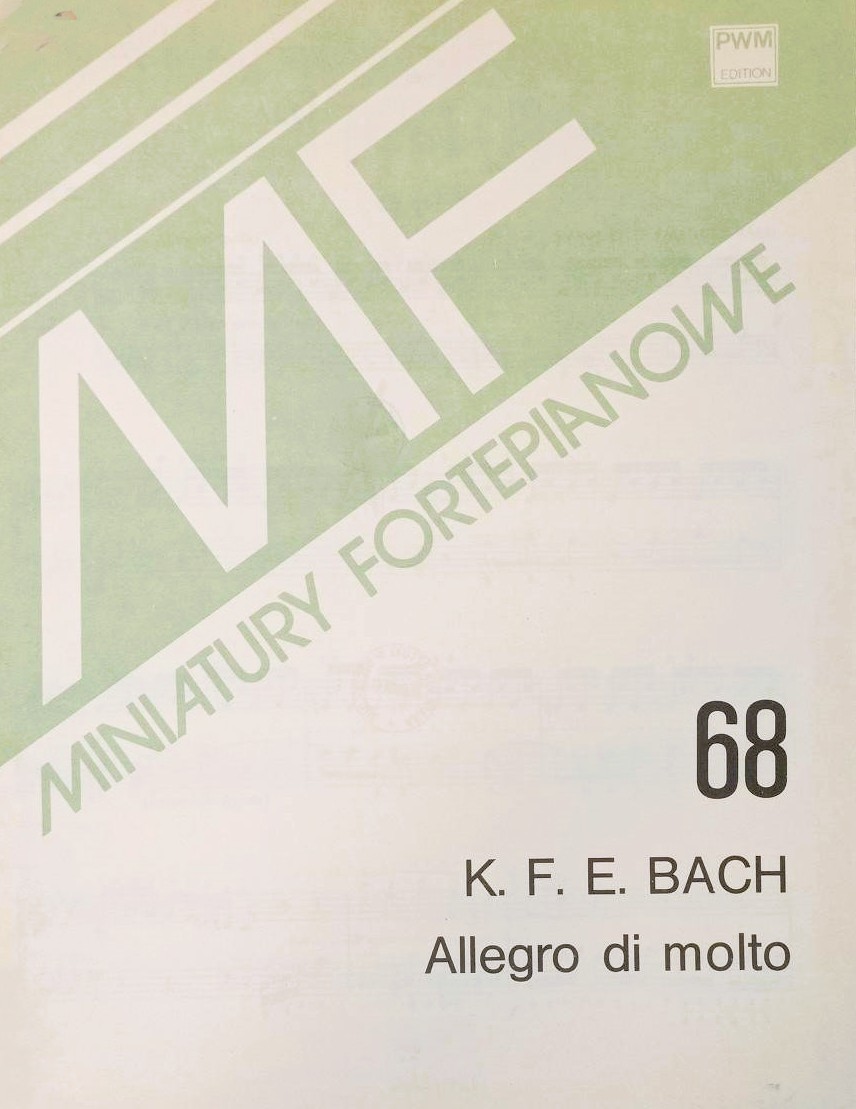 PWM
EDITION
MF
MINIATURY FORTEPIANOWE
68
K. F. E. BACH
Allegro di molto